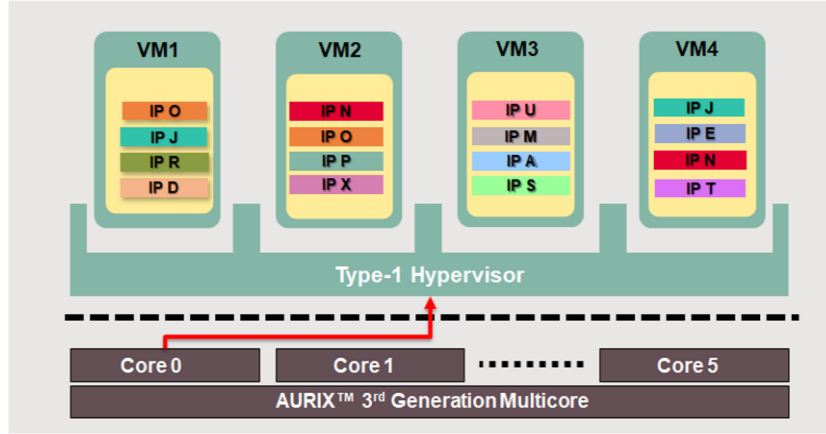 VM1
IP O
IP J
IP R
IP D
VM2
IP N
IP O
IP P
IP X
VM3
IP U
IP M
IP A
IP S
VM4
IP J
IP E
IP N
IP T
Type-1 Hypervisor
Core 0
Core 1
Core 5
AURIX™ 3rd Generation Multicore